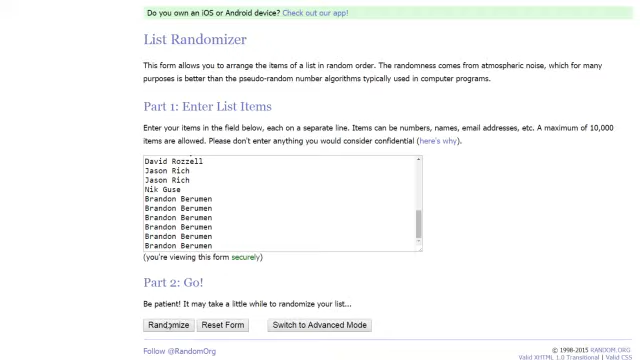 Do you own an iOS or Android device? Check out our app!
List Randomizer
This form allows you to arrange the items of a list in random order. The randomness comes from atmospheric noise, which for many
purposes is better than the pseudo-random number algorithms typically used in computer programs.
Part 1: Enter List Items
Enter your items in the field below, each on a separate line. Items can be numbers, names, email addresses, etc. A maximum of 10,000
items are allowed. Please don't enter anything you would consider confidential (here's why).
David Rozzell
Jason Rich
Jason Rich
Nik Guse
Brandon Berumen
Brandon Berumen
Brandon Berumen
Brandon Berumen
Brandon Berumen
Brandon Berumen
(you're viewing this form securely)
Part 2: Go!
Be patient! It may take a little while to randomize your list...
Randomize Reset Form Switch to Advanced Mode
Follow @RandomOrg © 1998-2015 RANDOM.ORG
Valid XHTML 1.0 Transitional | Valid CSS